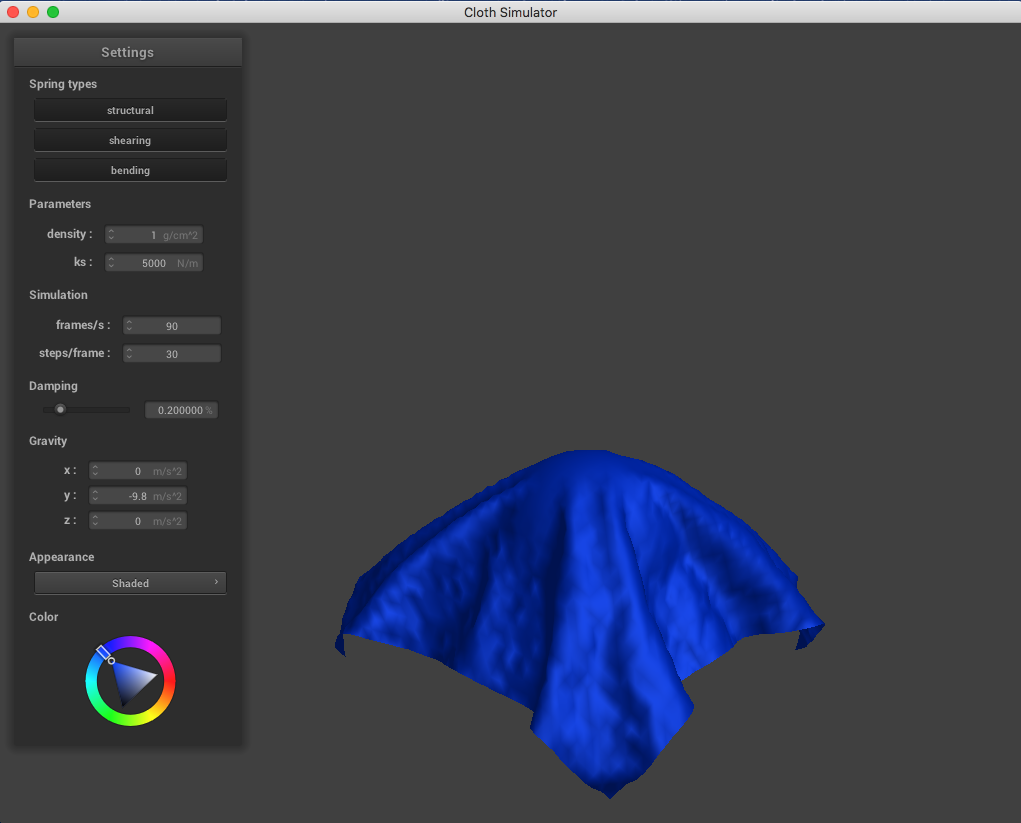 Cloth Simulator
Settings
Spring types
structural
shearing
bending
Parameters
density : 1 g/cm^2
ks : 5000 N/m
Simulation
frames/s : 90
steps/frame : 30
Damping
0.200000 %
Gravity
x : 0 m/s^2
y : -9.8 m/s^2
z : 0 m/s^2
Appearance
Shaded
Color